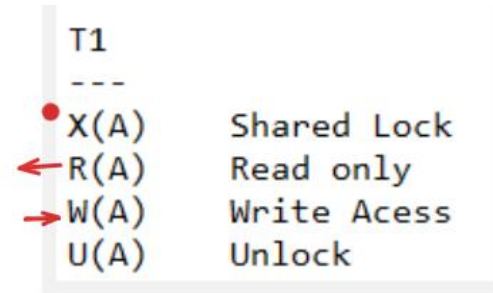 T1
---
X(A) Shared Lock
R(A) Read only
W(A) Write Acess
U(A) Unlock